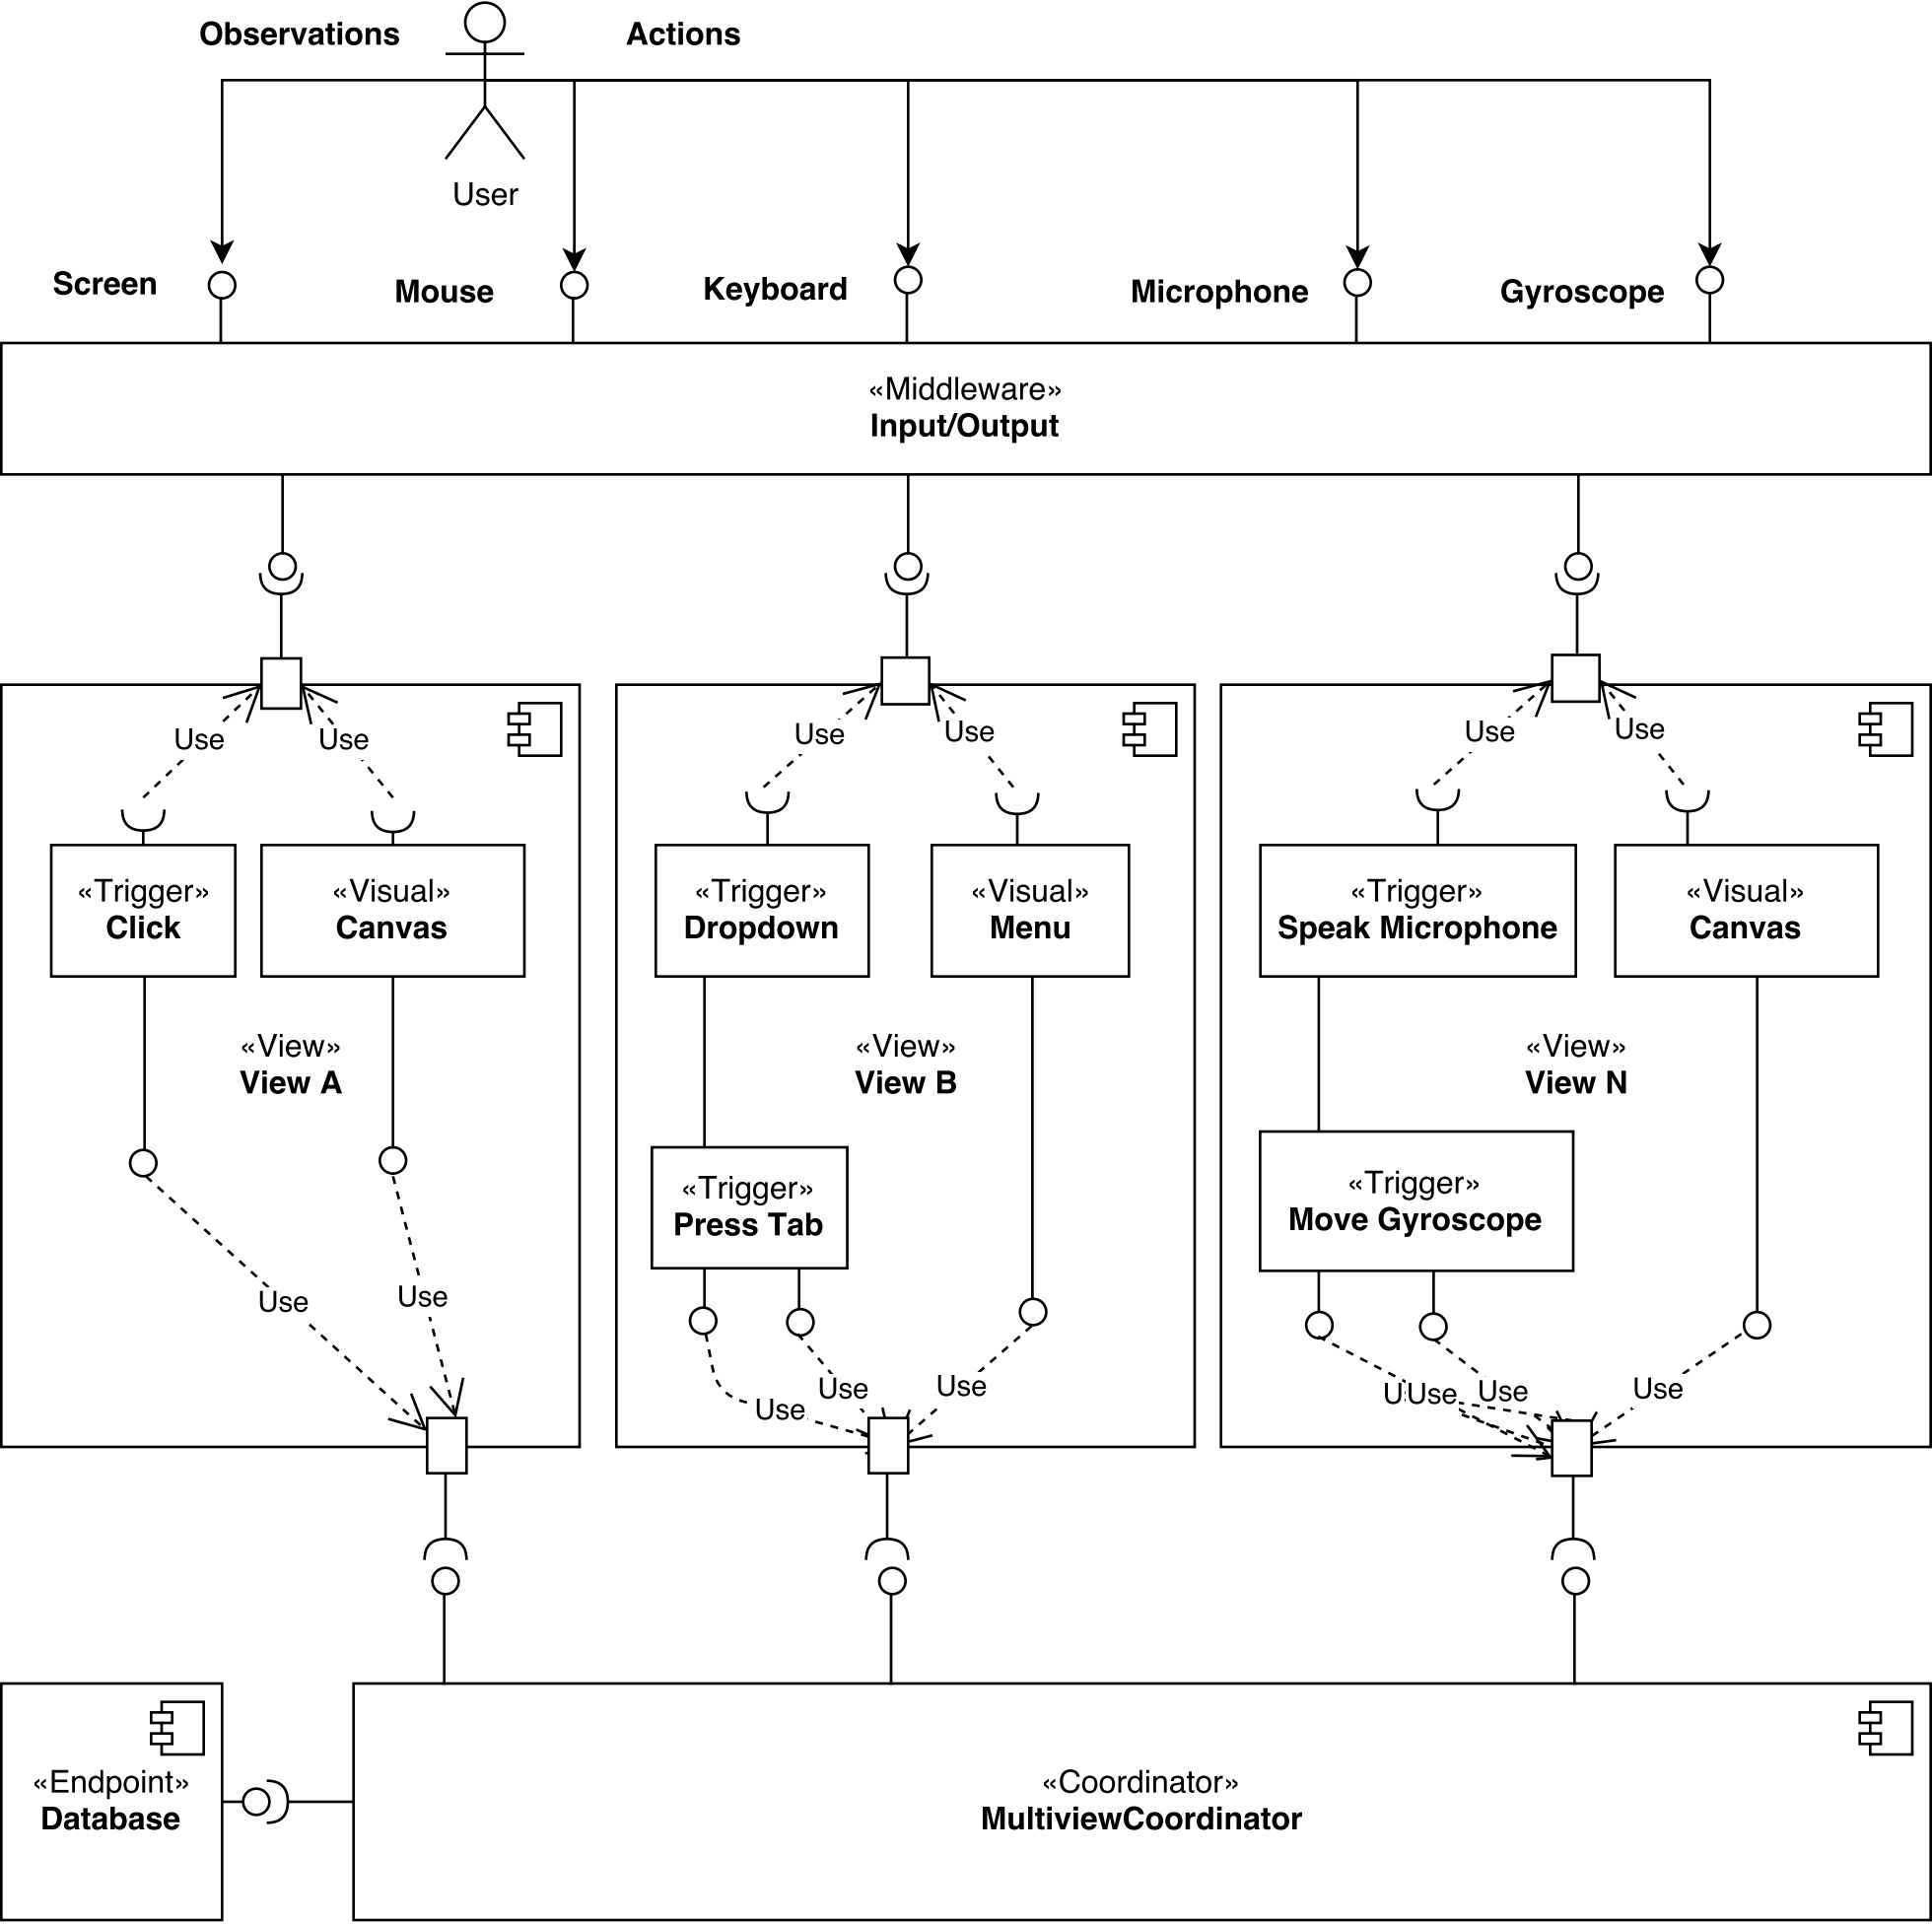 Observations
Actions
User
Screen
Mouse
Keyboard
Microphone
Gyroscope
«Middleware»
Input/Output
Use
Use
Use
Use
Use
Use
«Trigger»
Click
«Visual»
Canvas
«Trigger»
Dropdown
«Visual»
Menu
«Trigger»
Speak Microphone
«Visual»
Canvas
«View»
View A
«View»
View B
«View»
View N
«Trigger»
Press Tab
«Trigger»
Move Gyroscope
Use
Use
Use
Use
Use
Use
Use
Use
«Endpoint»
Database
«Coordinator»
MultiviewCoordinator